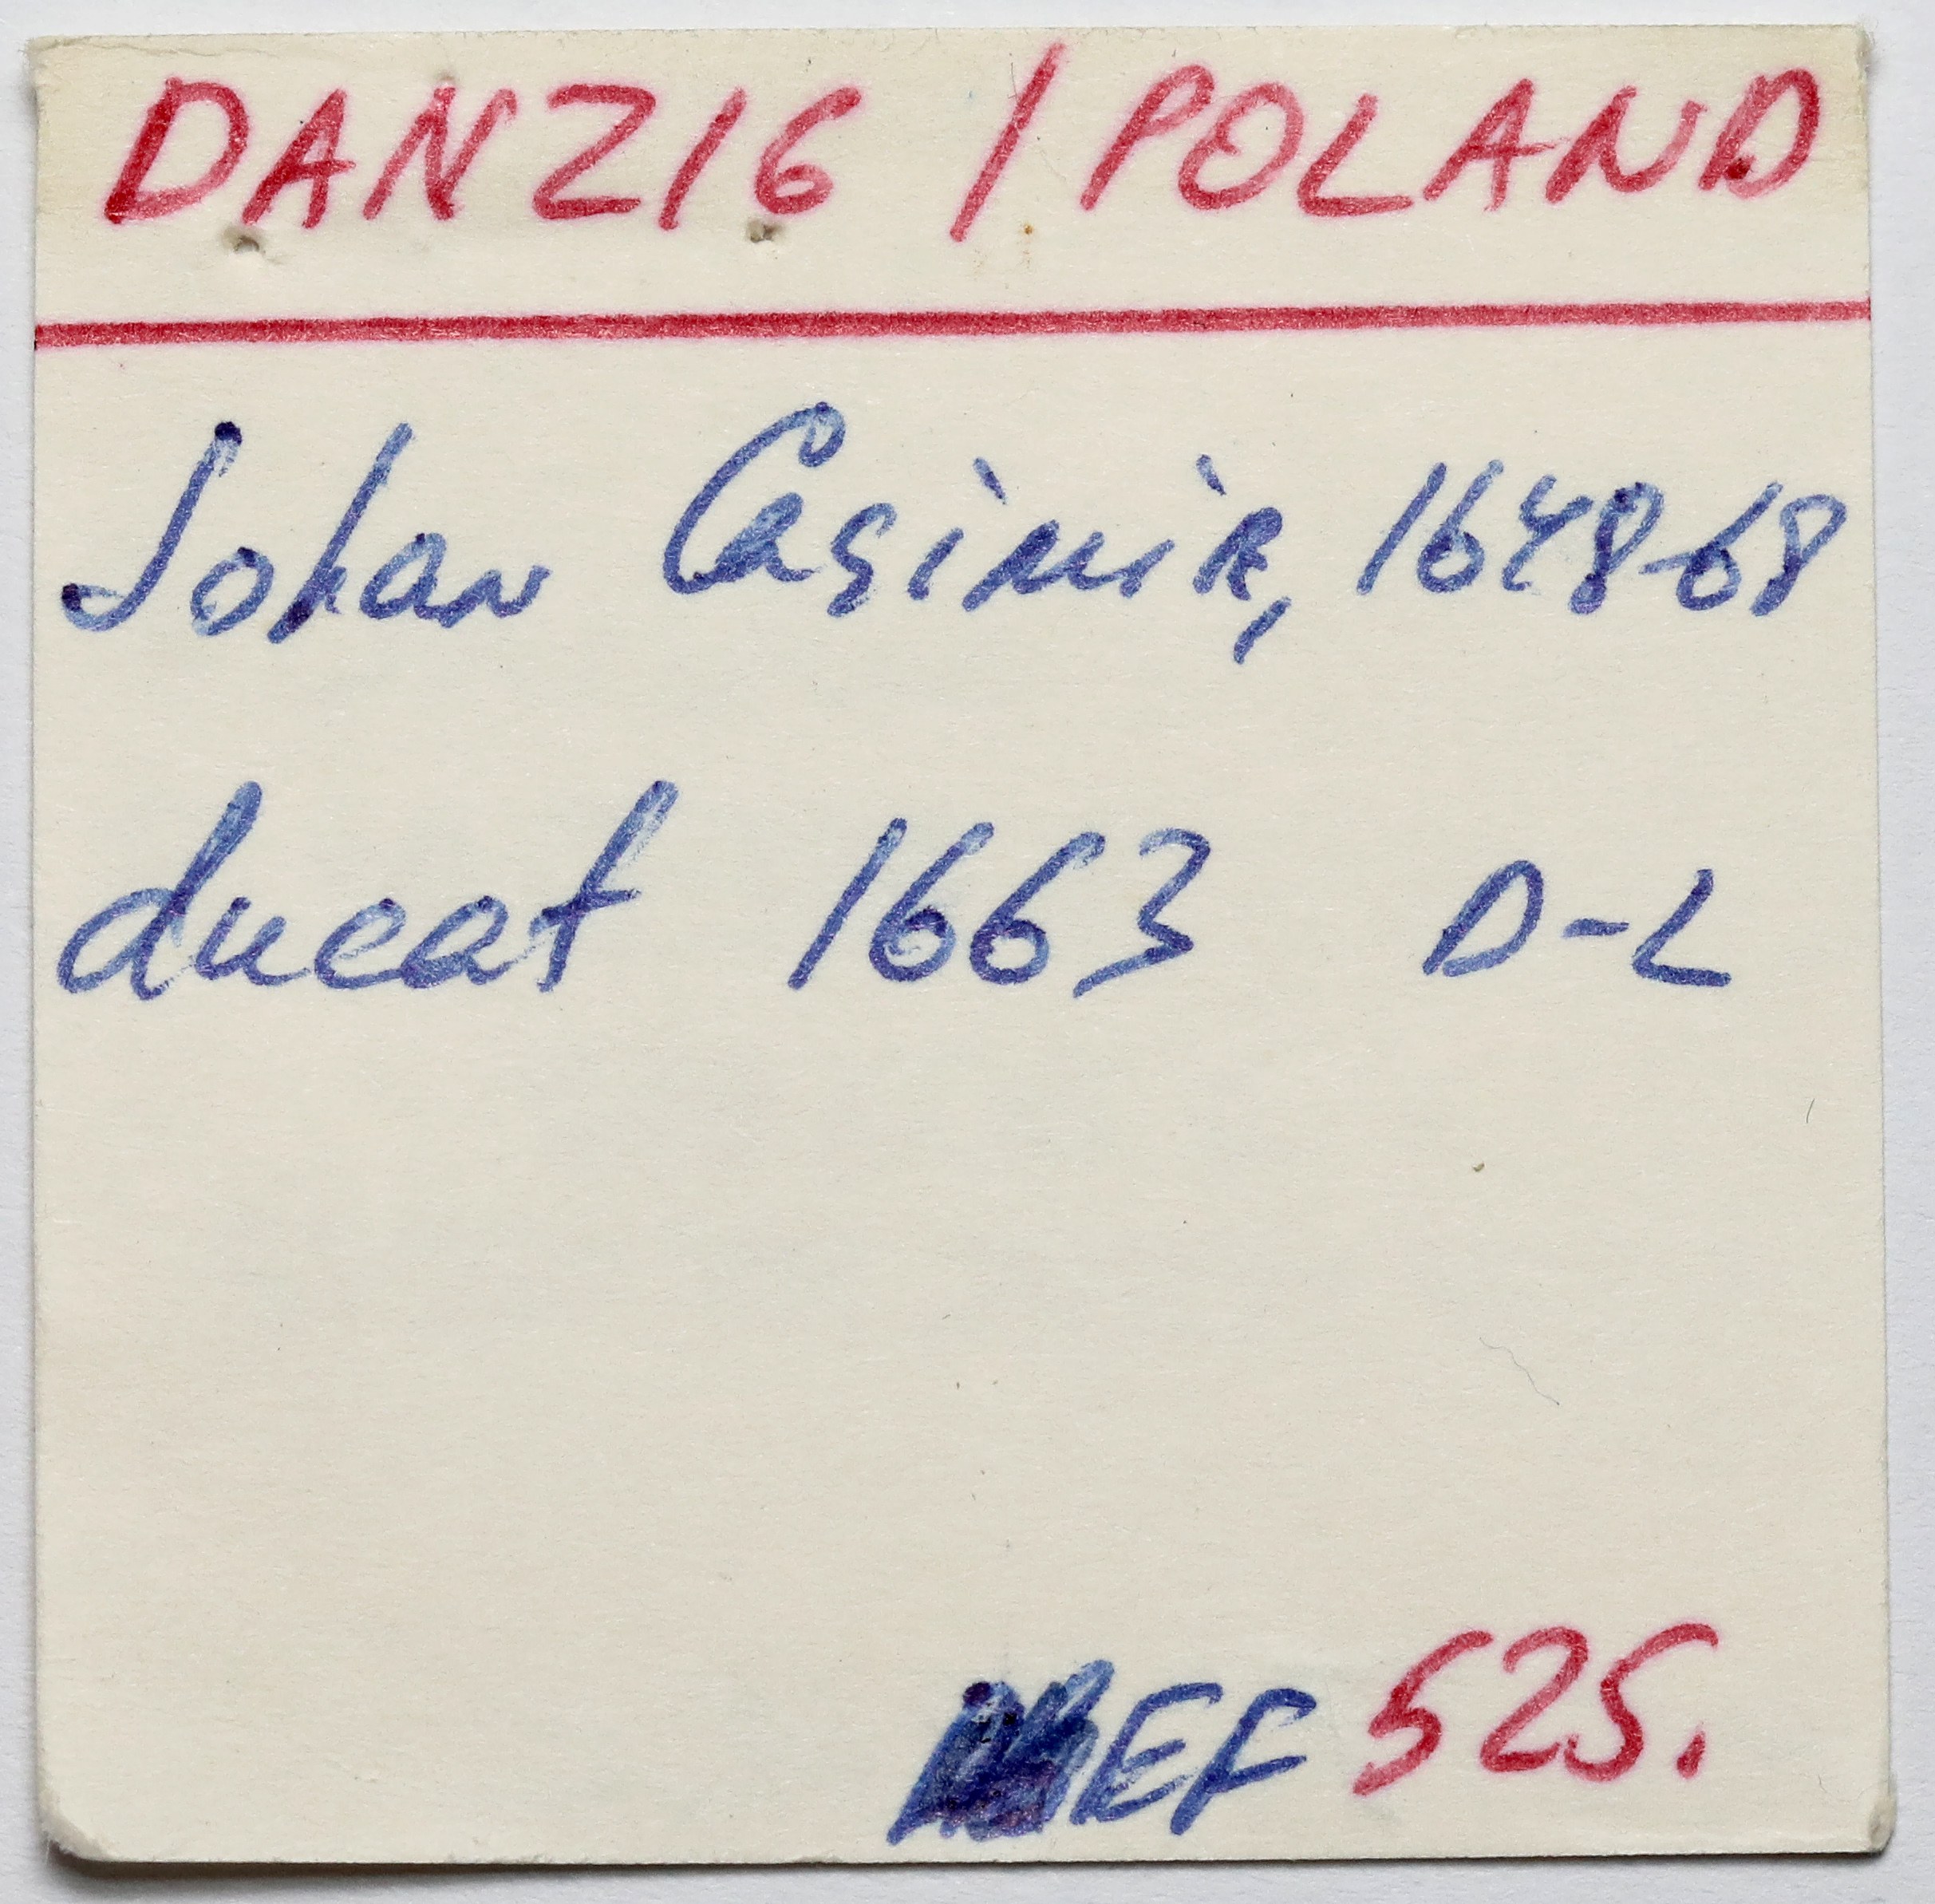 DANZIG / POLAND
Johan Casimir, 1648-68
ducat 1663 D-L
EF 525.